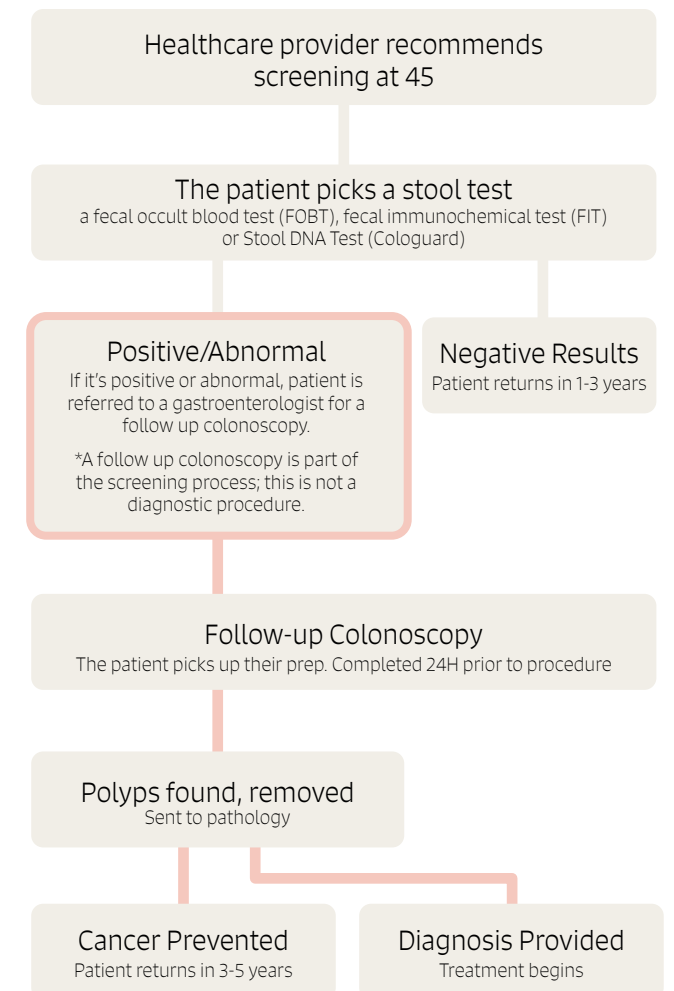 Healthcare provider recommends
screening at 45
The patient picks a stool test
a fecal occult blood test (FOBT), fecal immunochemical test (FIT)
or Stool DNA Test (Cologuard)
Positive/Abnormal
If it's positive or abnormal, patient is
referred to a gastroenterologist for a
follow up colonoscopy.
*A follow up colonoscopy is part of
the screening process; this is not a
diagnostic procedure.
Negative Results
Patient returns in 1-3 years
Follow-up Colonoscopy
The patient picks up their prep. Completed 24H prior to procedure
Polyps found, removed
Sent to pathology
Cancer Prevented
Patient returns in 3-5 years
Diagnosis Provided
Treatment begins